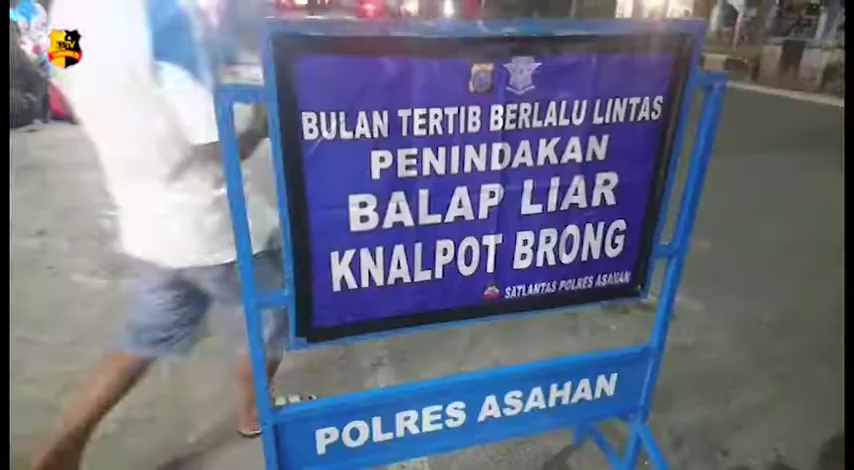 BULAN TERTIB BERLALU LINTAS
PENINDAKAN
BALAP LIAR
KNALPOT BRONG
SATLANTAS POLRES ASAHAN
POLRES ASAHAN